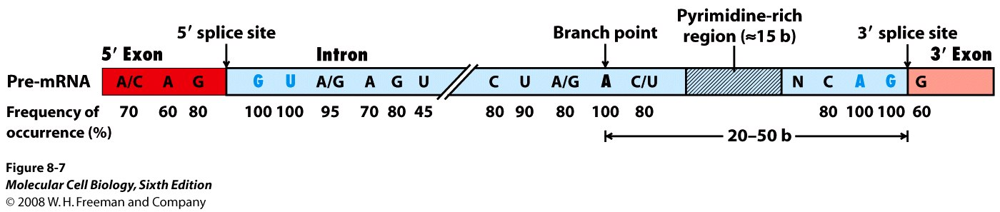 Pyrimidine-rich
region (≈15 b)
5′ splice site
Branch point
3′ splice site
5′ Exon
Intron
3′ Exon
Pre-mRNA A/C A G G U A/G A G U C U A/G A C/U N C A G G
Frequency of occurrence (%) 70 60 80 100 100 95 70 80 45 80 90 80 100 80 80 100 100 60
20–50 b
Figure 8-7
Molecular Cell Biology, Sixth Edition
© 2008 W. H. Freeman and Company